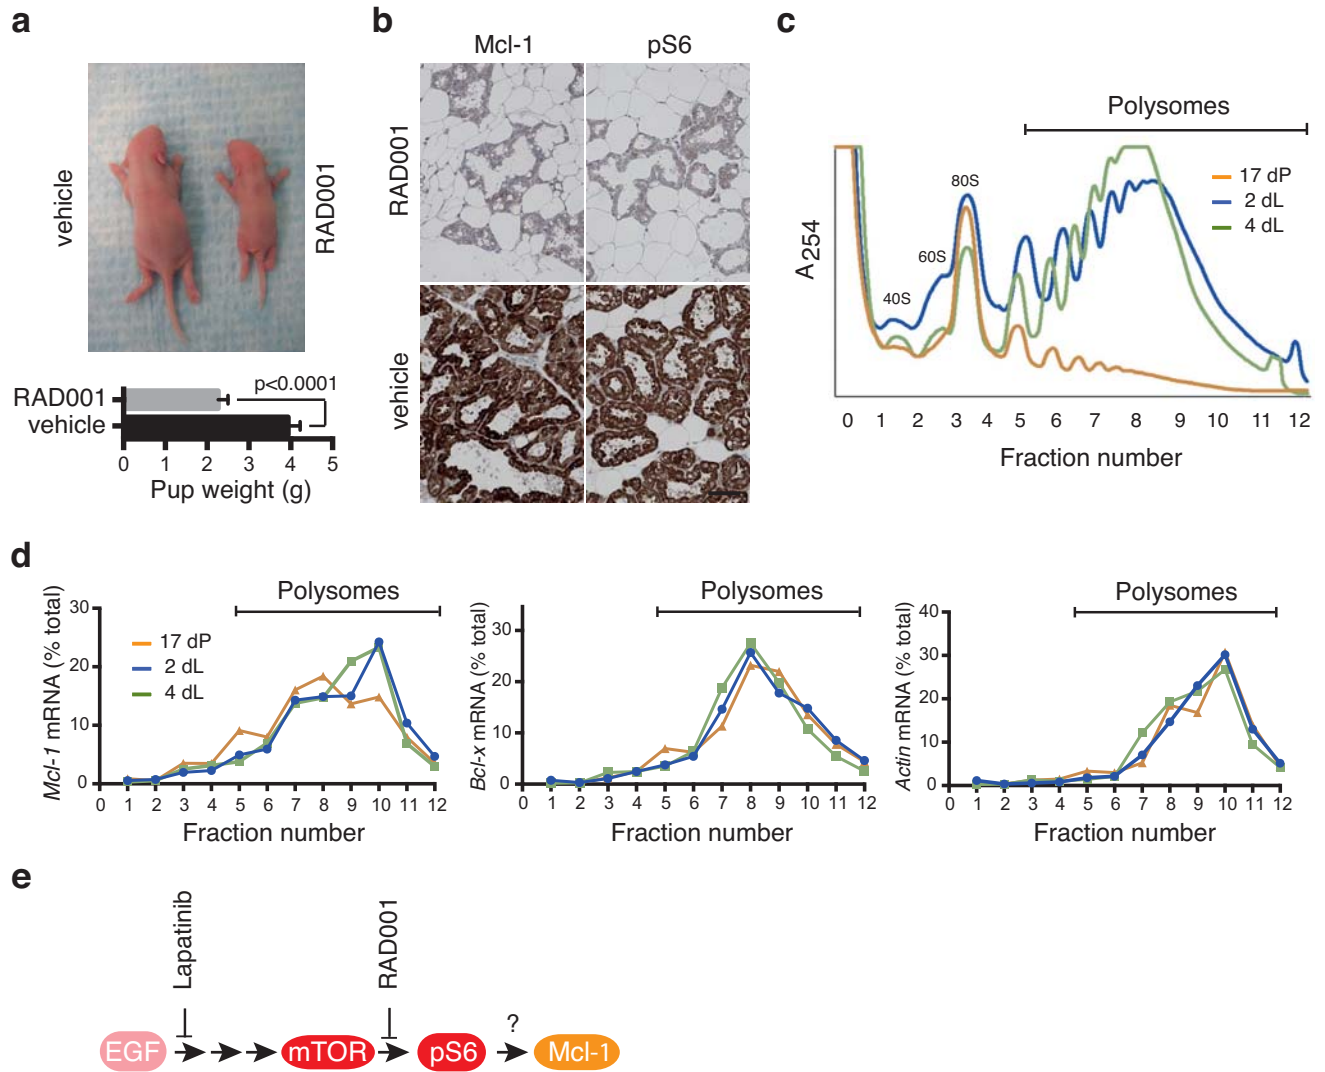 a
vehicle
RAD001
p<0.0001
RAD001
vehicle
0 1 2 3 4 5
Pup weight (g)
b
Mcl-1 pS6
RAD001
vehicle
c
Polysomes
17 dP
2 dL
4 dL
80S
60S
40S
A254
0 1 2 3 4 5 6 7 8 9 10 11 12
Fraction number
d
Polysomes
Mcl-1 mRNA (% total)
30
20
10
0
17 dP
2 dL
4 dL
0 1 2 3 4 5 6 7 8 9 10 11 12
Fraction number
Polysomes
Bcl-x mRNA (% total)
30
20
10
0
0 1 2 3 4 5 6 7 8 9 10 11 12
Fraction number
Polysomes
Actin mRNA (% total)
40
30
20
10
0
0 1 2 3 4 5 6 7 8 9 10 11 12
Fraction number
e
Lapatinib
RAD001
?
EGF mTOR pS6 Mcl-1